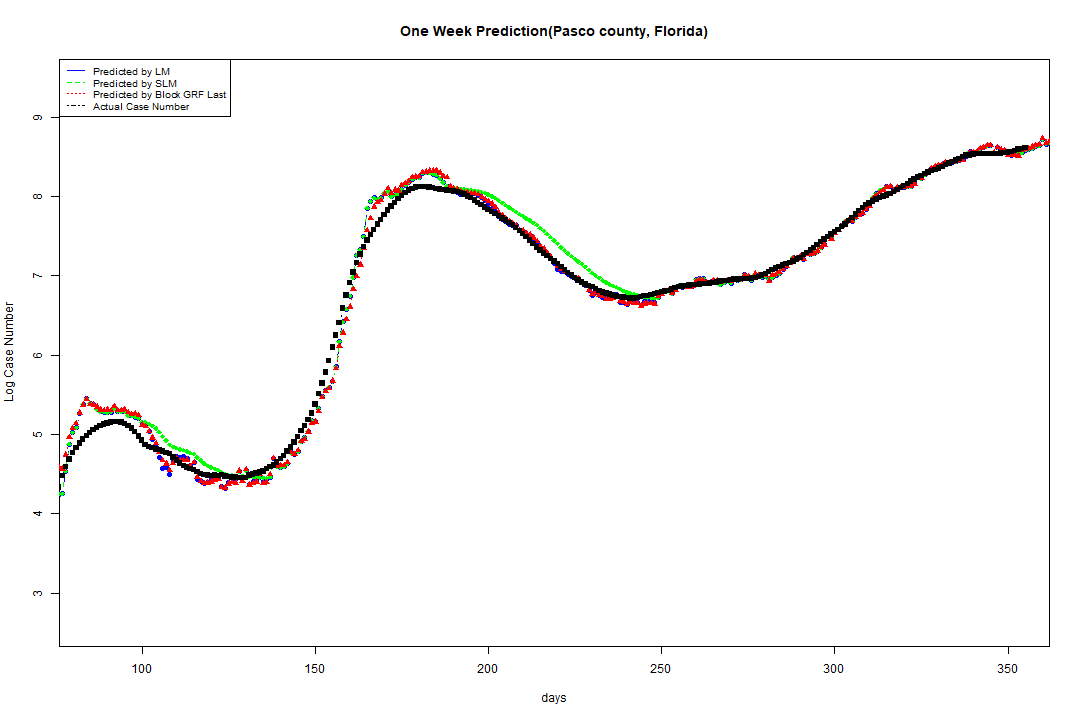 One Week Prediction(Pasco county, Florida)
Predicted by LM
Predicted by SLM
Predicted by Block GRF Last
Actual Case Number
9
8
7
6
5
4
3
Log Case Number
100 150 200 250 300 350
days